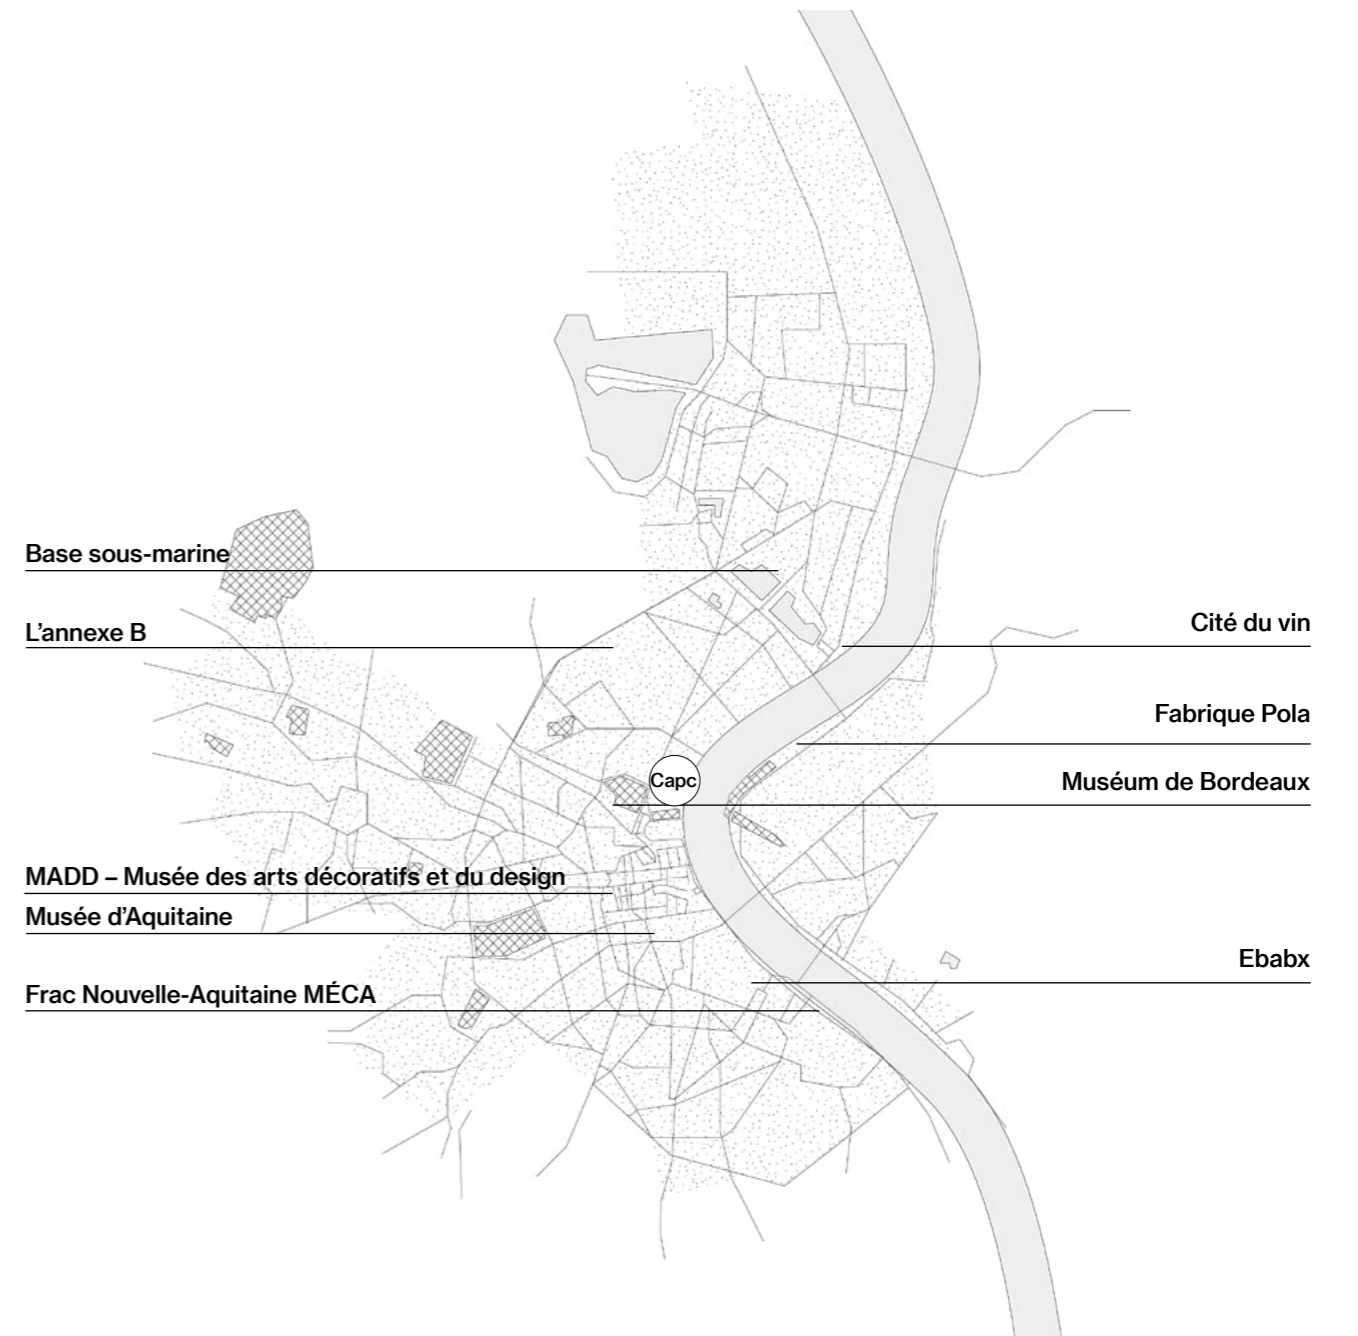 Base sous-marine
L’annexe B
Cité du vin
Fabrique Pola
Capc
Muséum de Bordeaux
MADD – Musée des arts décoratifs et du design
Musée d’Aquitaine
Ebabx
Frac Nouvelle-Aquitaine MÉCA